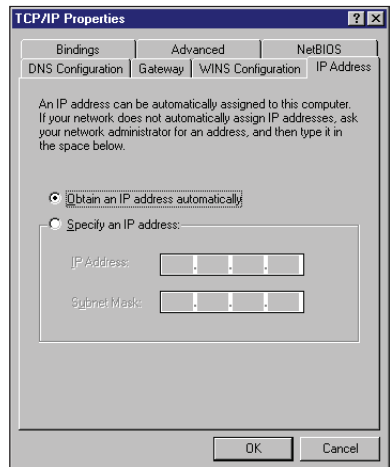 TCP/IP Properties
Bindings Advanced NetBIOS
DNS Configuration Gateway WINS Configuration IP Address
An IP address can be automatically assigned to this computer.
If your network does not automatically assign IP addresses, ask
your network administrator for an address, and then type it in
the space below.
Obtain an IP address automatically
Specify an IP address:
IP Address:
Subnet Mask:
OK Cancel